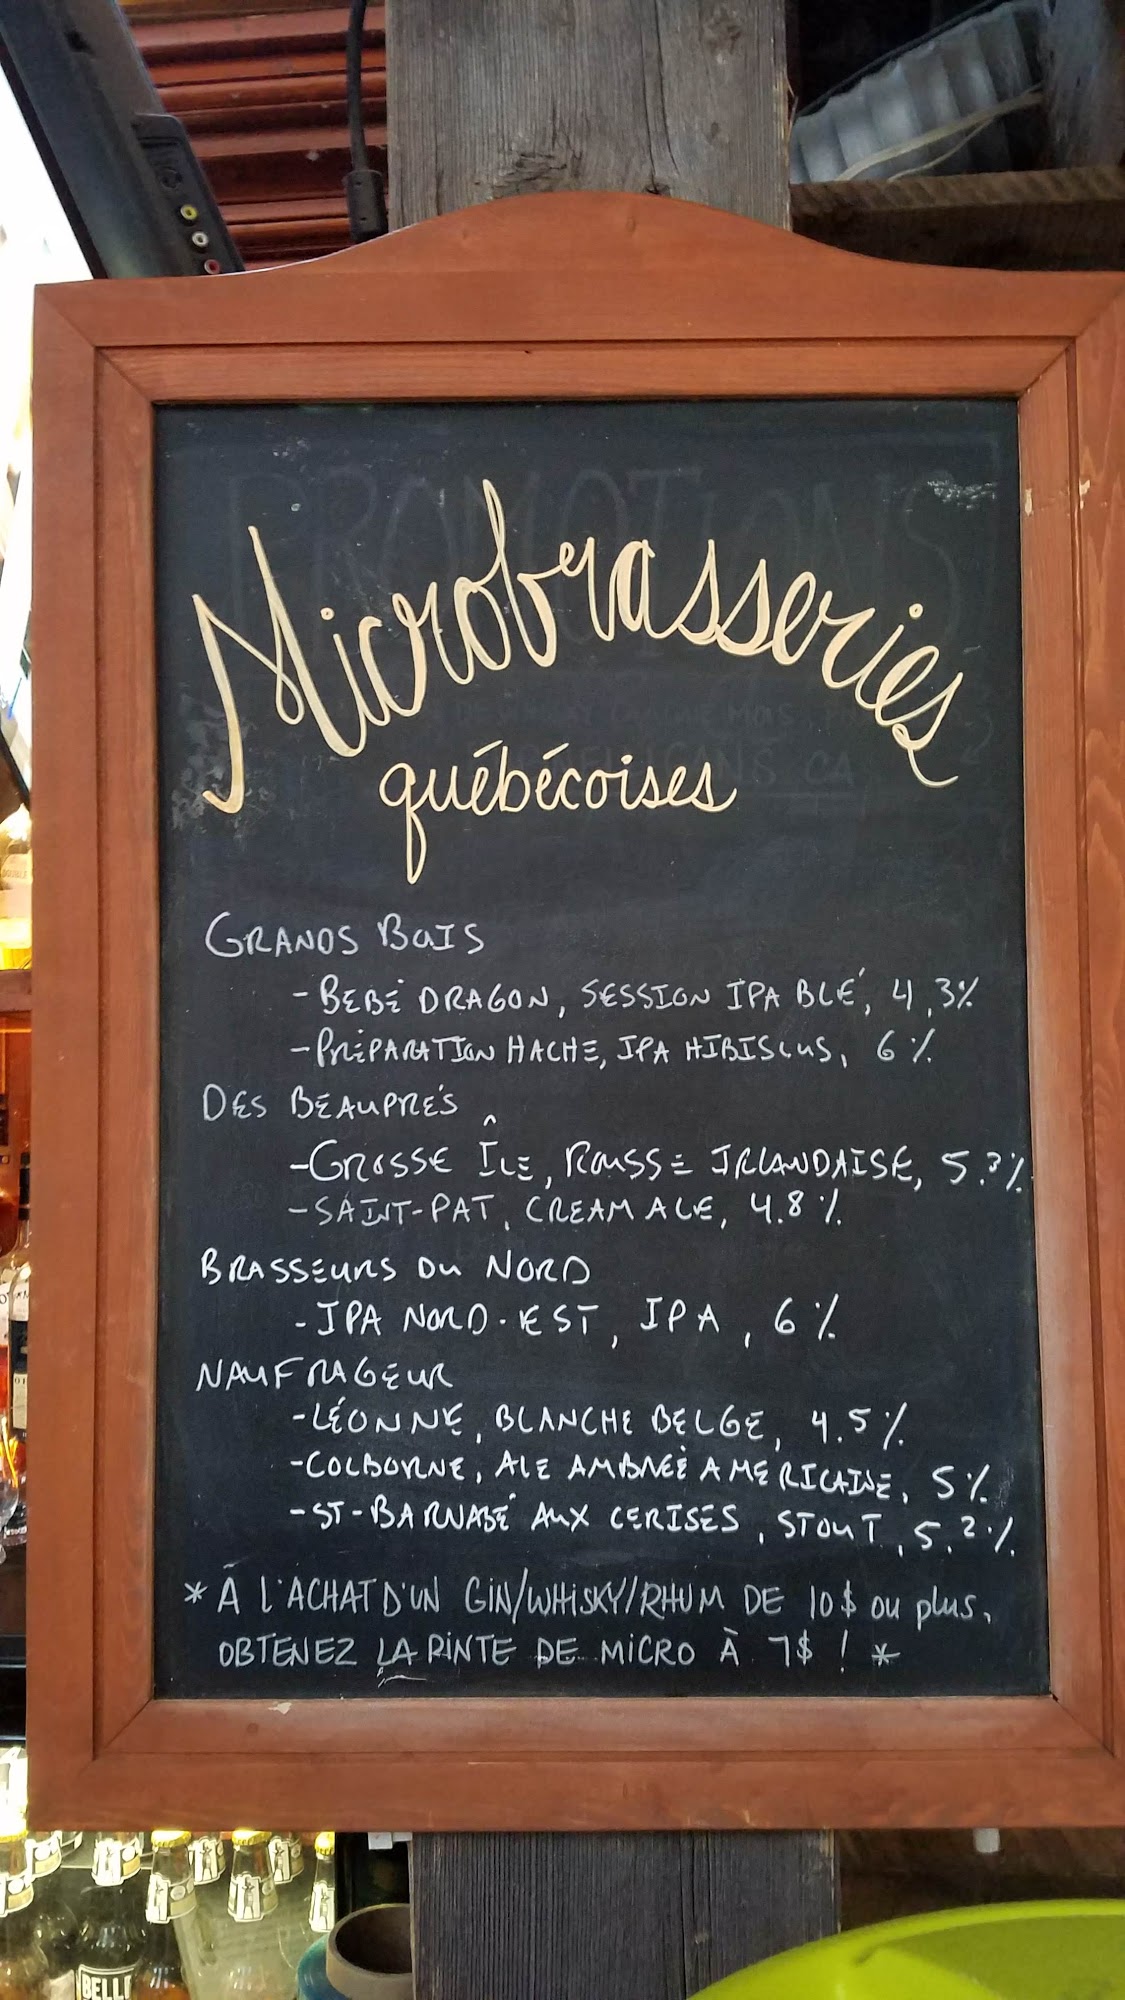 Microbrasseries
québécoises
GRANDS BOIS
- BÉBÉ DRAGON, SESSION IPA BLÉ, 4,3%
- PRÉPARATION HACHE, IPA HIBISCUS, 6%
DES BEAUPRÉS
- GROSSE ÎLE, ROUSSE IRLANDAISE, 5.?%
- SAINT-PAT, CREAM ALE, 4.8%
BRASSEURS DU NORD
- IPA NORD-EST, IPA, 6%
NAUFRAGEUR
- LÉONNE, BLANCHE BELGE, 4.5%
- COLBORNE, ALE AMBRÉE AMERICAINE, 5%
- ST-BARNABÉ AUX CERISES, STOUT, 5.2%
* À L'ACHAT D'UN GIN/WHISKY/RHUM DE 10$ ou plus,
OBTENEZ LA PINTE DE MICRO À 7$ ! *
PROMOTIONS
BELL